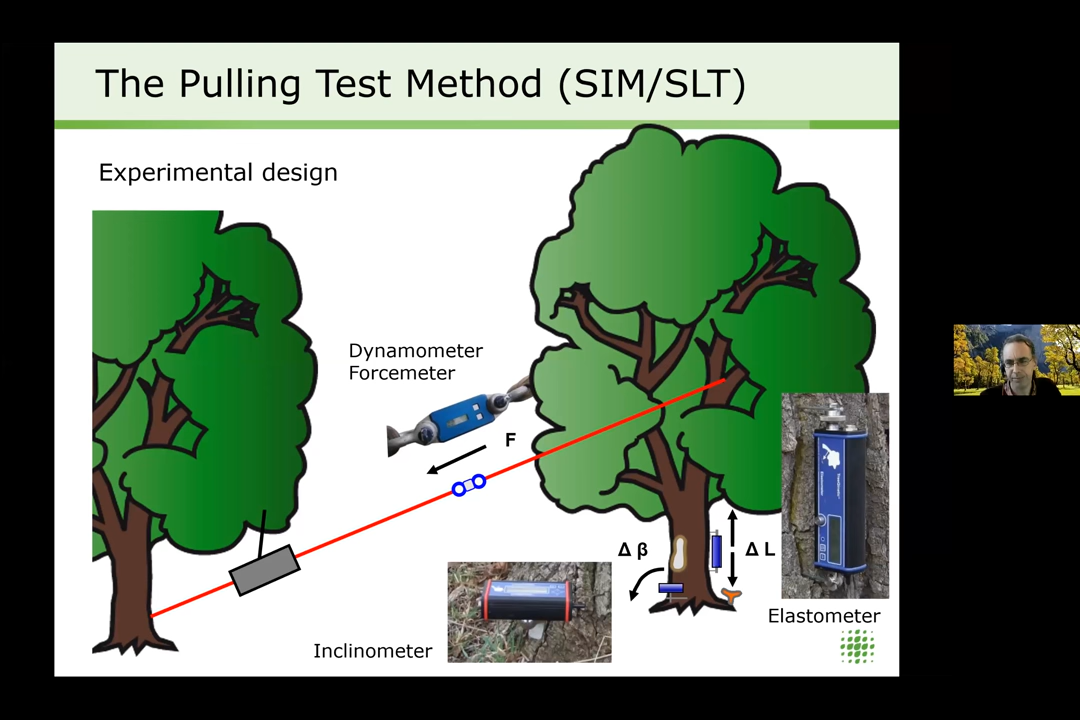 The Pulling Test Method (SIM/SLT)
Experimental design
Dynamometer
Forcemeter
F
Δ β
Δ L
Elastometer
Inclinometer